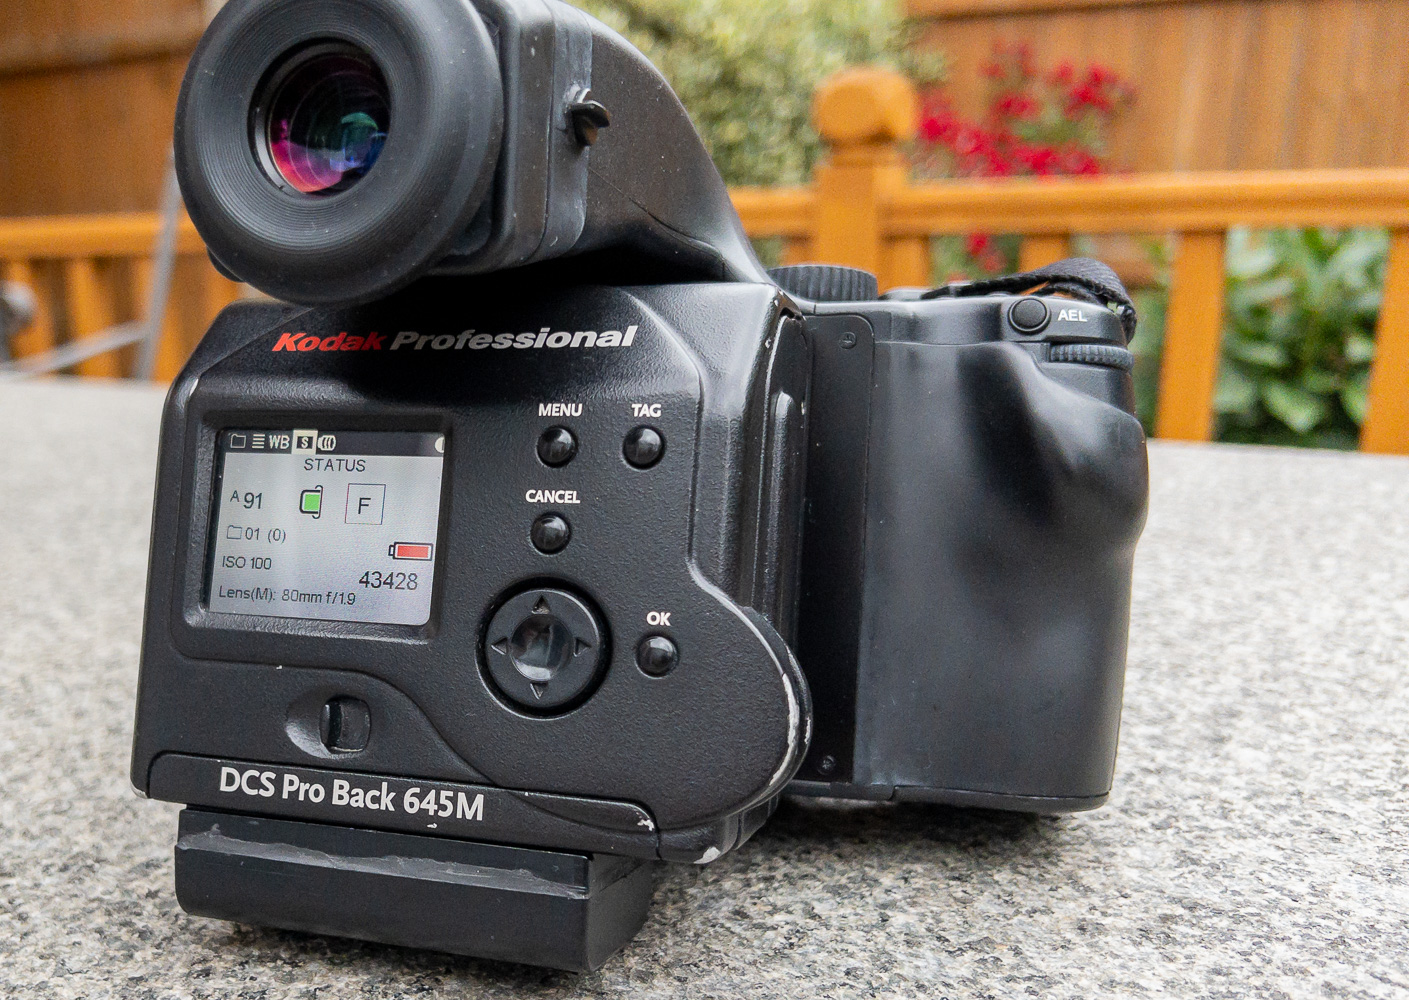 Kodak Professional
MENU TAG
WB S
STATUS
CANCEL
A 91 F
01 (0)
ISO 100
43428
Lens(M): 80mm f/1.9
OK
DCS Pro Back 645M
AEL